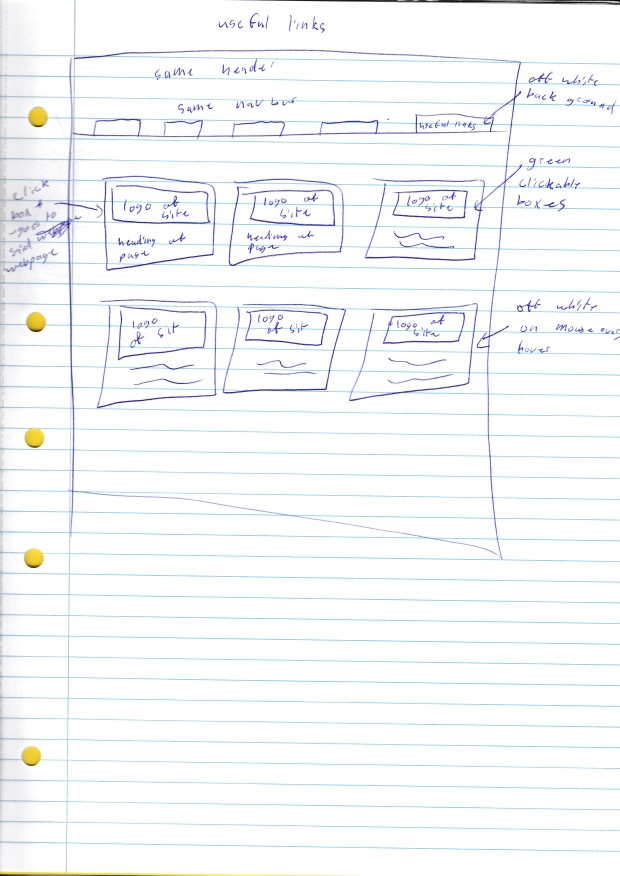 useful links
same header
same nav bar
useful links
off white
back ground
green
clickable
boxes
click
box &
goes to
said
webpage
logo of
site
heading of
page
logo of
site
heading of
page
logo of
site
logo
of sit
logo
of sit
logo of
site
off white
on mouse
hover